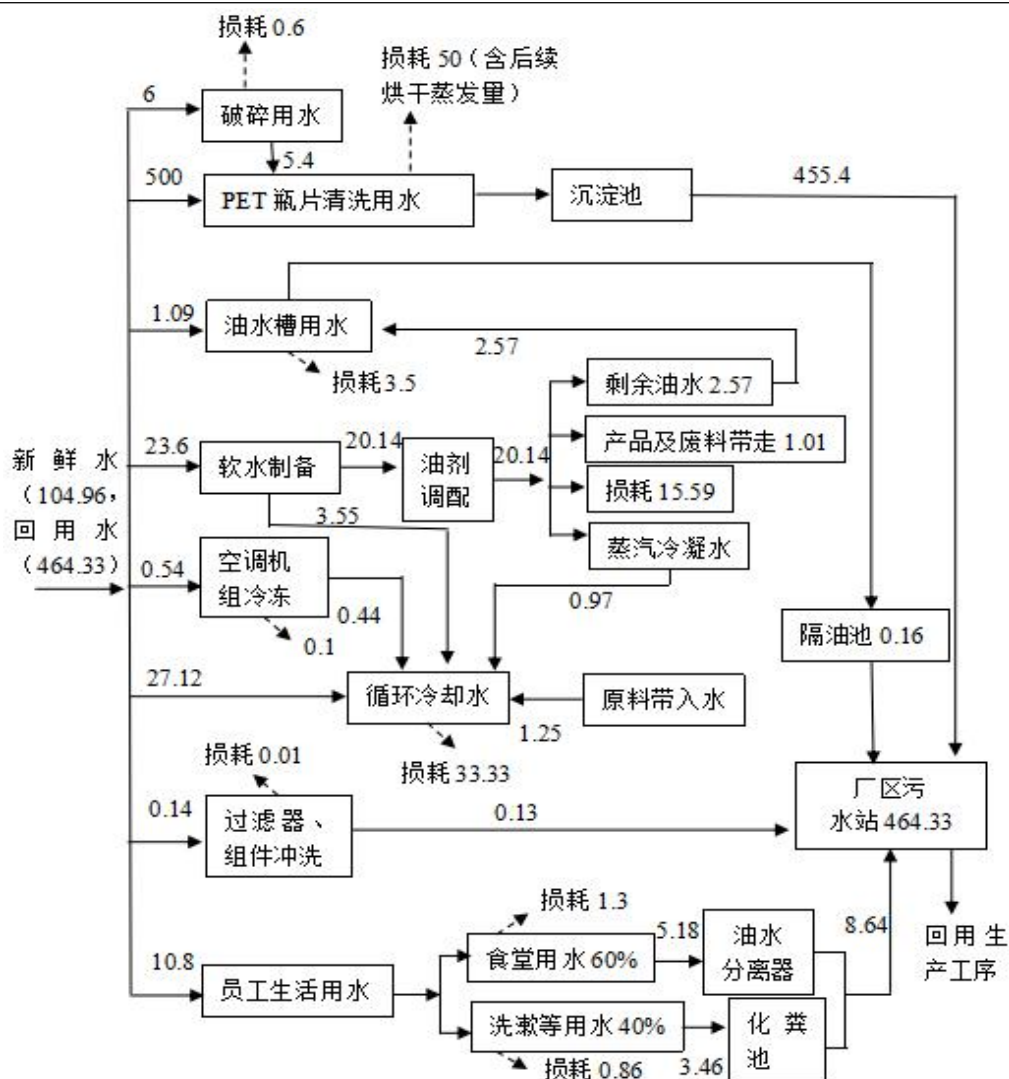 损耗 0.6
损耗 50（含后续
烘干蒸发量）
6
破碎用水
5.4
500
PET 瓶片清洗用水
沉淀池
455.4
1.09
油水槽用水
2.57
损耗 3.5
剩余油水 2.57
产品及废料带走 1.01
23.6
软水制备
20.14
油剂
调配
20.14
损耗 15.59
3.55
蒸汽冷凝水
新鲜水
（104.96，
回用水
（464.33）
0.54
空调机
组冷冻
0.44
0.1
0.97
隔油池 0.16
27.12
循环冷却水
原料带入水
1.25
损耗 33.33
损耗 0.01
0.14
过滤器、
组件冲洗
0.13
厂区污
水站 464.33
损耗 1.3
10.8
员工生活用水
食堂用水 60%
5.18
油水
分离器
8.64
回用生
产工序
洗漱等用水 40%
化粪
池
损耗 0.86
3.46